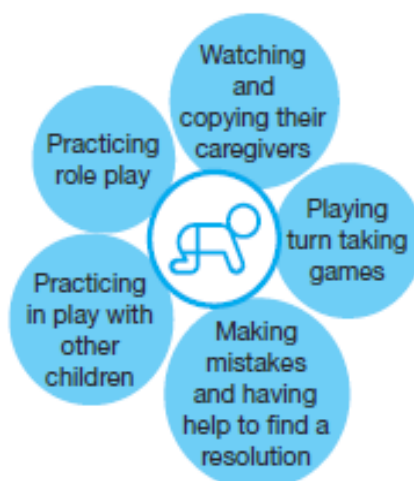 Watching
and
copying their
caregivers
Playing
turn taking
games
Making
mistakes
and having
help to find a
resolution
Practicing
in play with
other
children
Practicing
role play